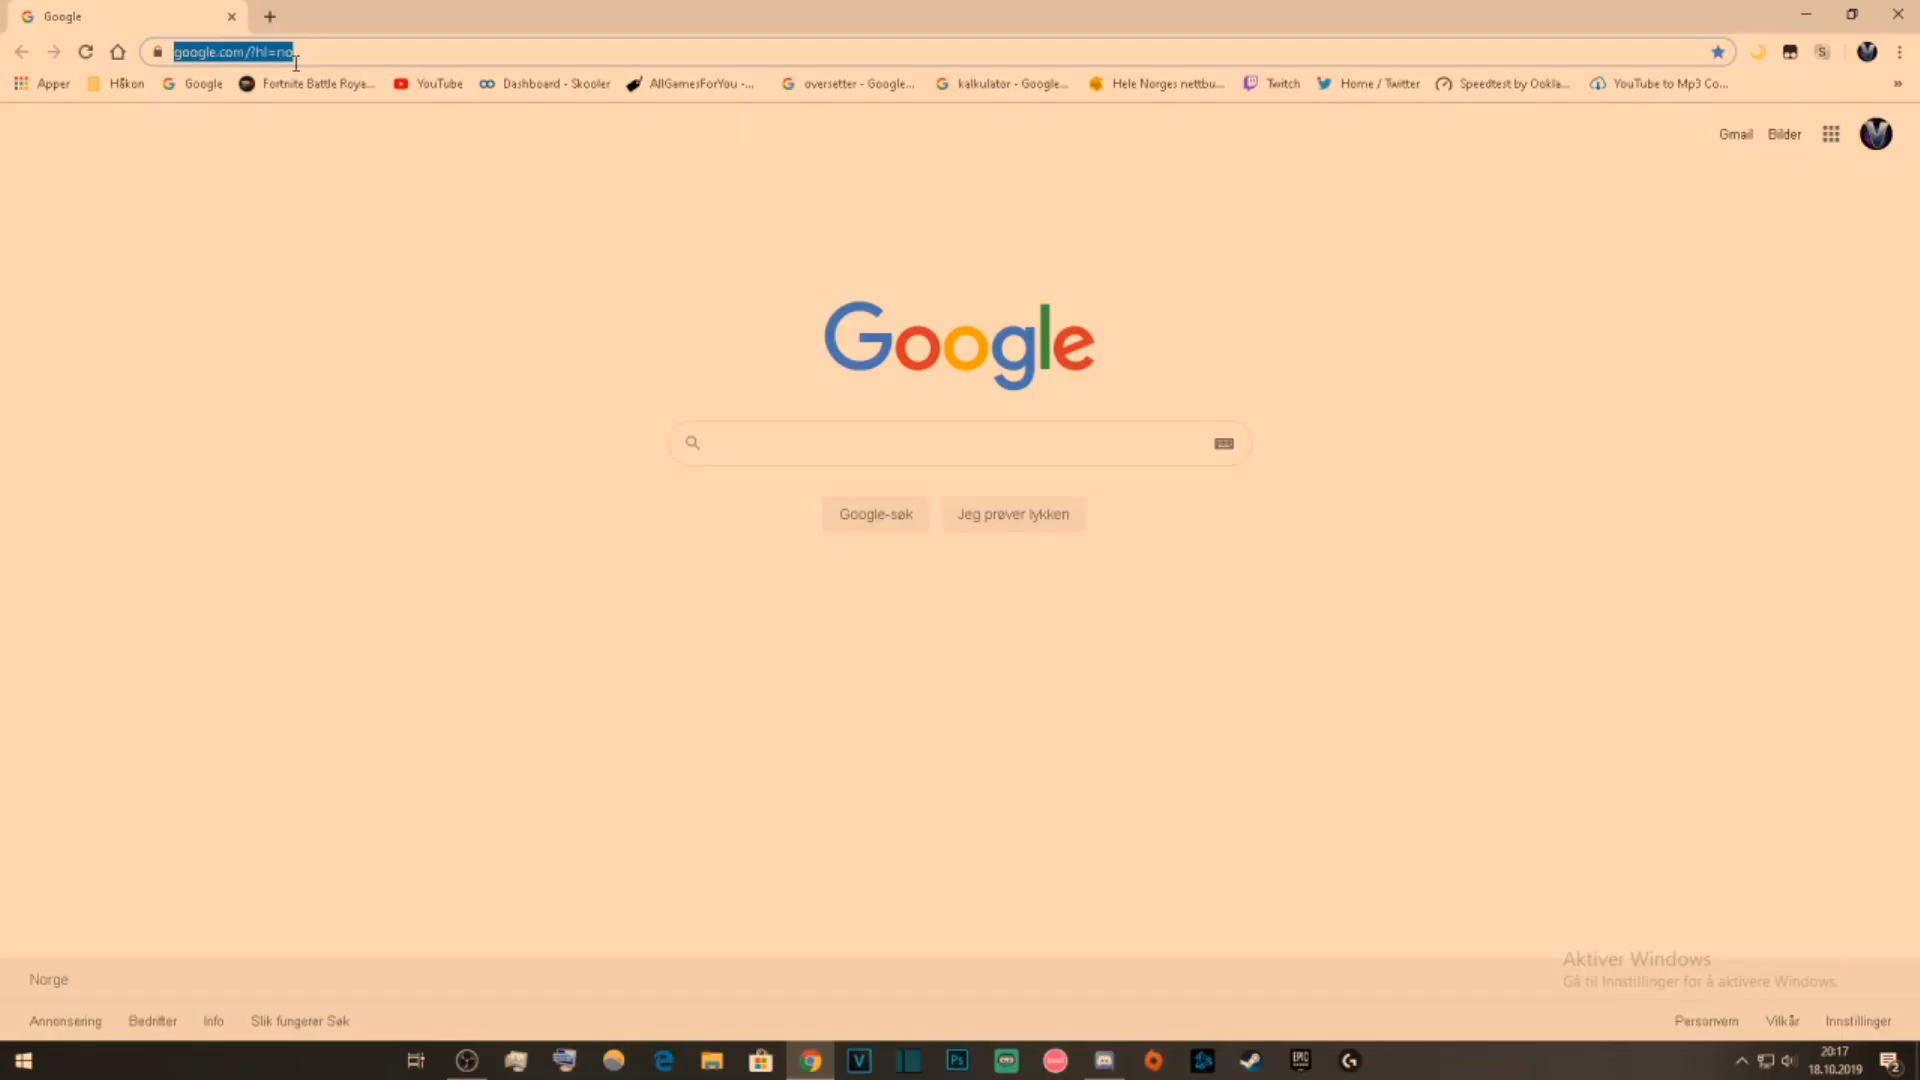 Google
google.com/?hl=no
Apper Håkon Google Fortnite Battle Roya... YouTube Dashboard - Skooler AllGamesForYou -... oversetter - Google... kalkulator - Google... Hele Norges nettbu... Twitch Home / Twitter Speedtest by Ookla... YouTube to Mp3 Co... »
Gmail Bilder
Google
Google-søk Jeg prøver lykken
Aktiver Windows
Gå til Innstillinger for å aktivere Windows.
Norge
Annonsering Bedrifter Info Slik fungerer Søk Personvern Vilkår Innstillinger
20:17
18.10.2019